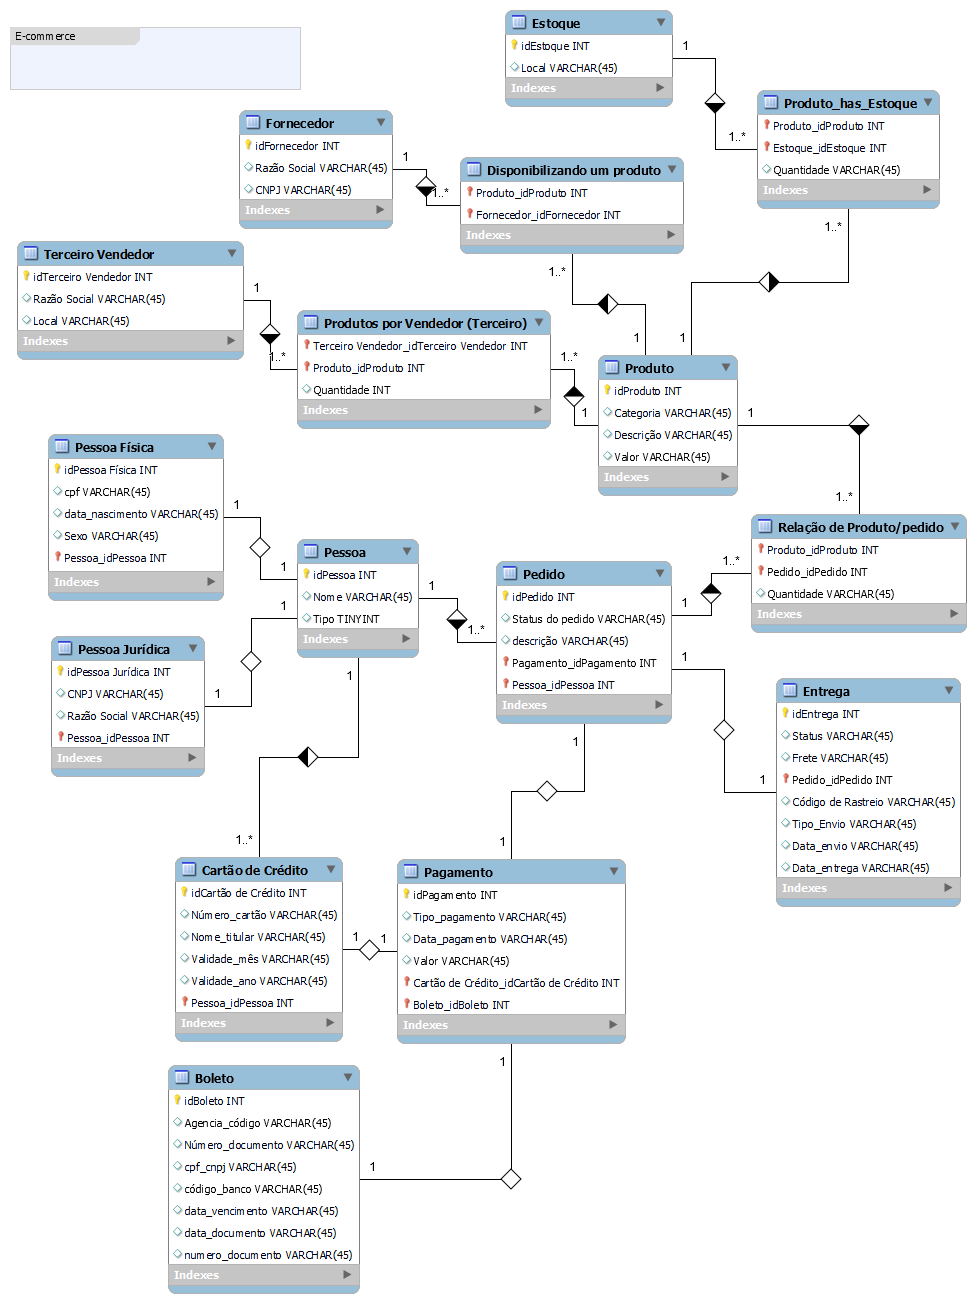 E-commerce
Estoque
idEstoque INT
Local VARCHAR(45)
Indexes
1
1..*
Produto_has_Estoque
Produto_idProduto INT
Estoque_idEstoque INT
Quantidade VARCHAR(45)
Indexes
1..*
1
Fornecedor
idFornecedor INT
Razão Social VARCHAR(45)
CNPJ VARCHAR(45)
Indexes
1
1..*
Disponibilizando um produto
Produto_idProduto INT
Fornecedor_idFornecedor INT
Indexes
1..*
1
Terceiro Vendedor
idTerceiro Vendedor INT
Razão Social VARCHAR(45)
Local VARCHAR(45)
Indexes
1
1..*
Produtos por Vendedor (Terceiro)
Terceiro Vendedor_idTerceiro Vendedor INT
Produto_idProduto INT
Quantidade INT
Indexes
1..*
1
Produto
idProduto INT
Categoria VARCHAR(45)
Descrição VARCHAR(45)
Valor VARCHAR(45)
Indexes
1
1..*
Pessoa Física
idPessoa Física INT
cpf VARCHAR(45)
data_nascimento VARCHAR(45)
Sexo VARCHAR(45)
Pessoa_idPessoa INT
Indexes
1
1
Pessoa
idPessoa INT
Nome VARCHAR(45)
Tipo TINYINT
Indexes
1
1..*
1
1
1
1..*
Pedido
idPedido INT
Status do pedido VARCHAR(45)
descrição VARCHAR(45)
Pagamento_idPagamento INT
Pessoa_idPessoa INT
Indexes
1
1..*
1
1
1
1
Relação de Produto/pedido
Produto_idProduto INT
Pedido_idPedido INT
Quantidade VARCHAR(45)
Indexes
Pessoa Jurídica
idPessoa Jurídica INT
CNPJ VARCHAR(45)
Razão Social VARCHAR(45)
Pessoa_idPessoa INT
Indexes
Entrega
idEntrega INT
Status VARCHAR(45)
Frete VARCHAR(45)
Pedido_idPedido INT
Código de Rastreio VARCHAR(45)
Tipo_Envio VARCHAR(45)
Data_envio VARCHAR(45)
Data_entrega VARCHAR(45)
Indexes
Cartão de Crédito
idCartão de Crédito INT
Número_cartão VARCHAR(45)
Nome_titular VARCHAR(45)
Validade_mês VARCHAR(45)
Validade_ano VARCHAR(45)
Pessoa_idPessoa INT
Indexes
1
1
Pagamento
idPagamento INT
Tipo_pagamento VARCHAR(45)
Data_pagamento VARCHAR(45)
Valor VARCHAR(45)
Cartão de Crédito_idCartão de Crédito INT
Boleto_idBoleto INT
Indexes
1
1
Boleto
idBoleto INT
Agencia_código VARCHAR(45)
Número_documento VARCHAR(45)
cpf_cnpj VARCHAR(45)
código_banco VARCHAR(45)
data_vencimento VARCHAR(45)
data_documento VARCHAR(45)
numero_documento VARCHAR(45)
Indexes